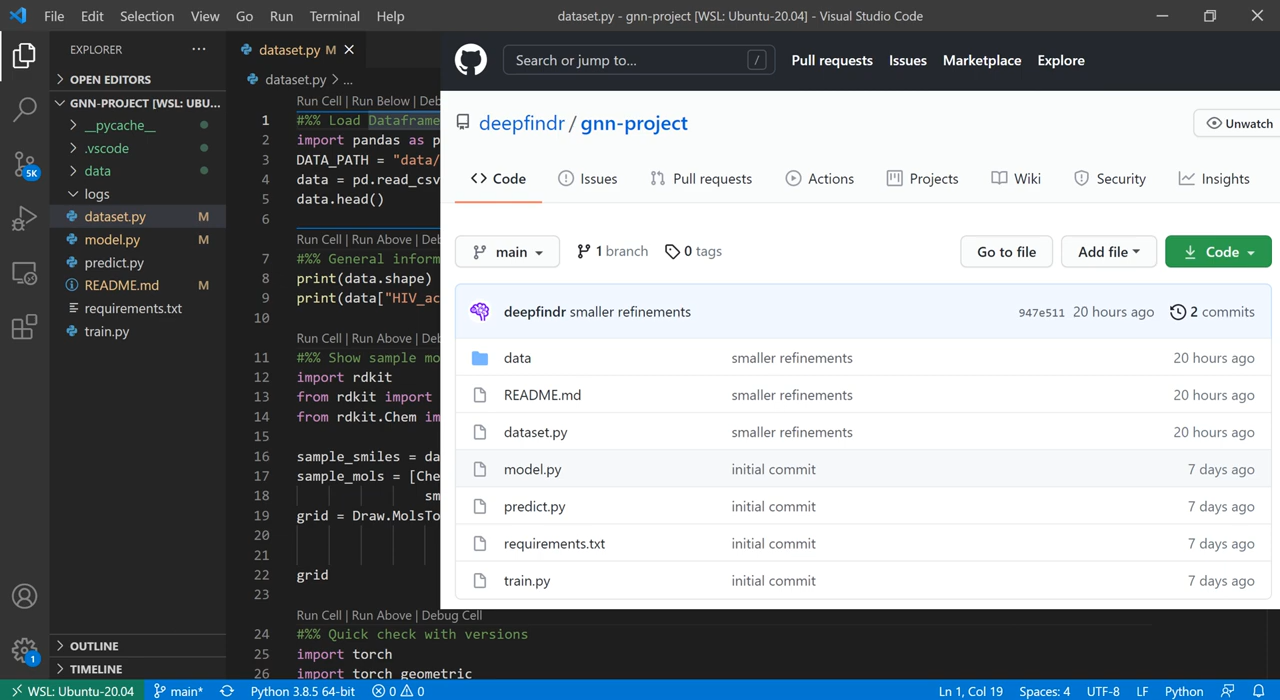 File Edit Selection View Go Run Terminal Help dataset.py - gnn-project [WSL: Ubuntu-20.04] - Visual Studio Code
EXPLORER ...
OPEN EDITORS
GNN-PROJECT [WSL: UBU...
__pycache__
.vscode
data
logs
dataset.py M
model.py M
predict.py
README.md M
requirements.txt
train.py
OUTLINE
TIMELINE
5K
1
dataset.py M
dataset.py > ...
Run Cell | Run Below | Deb
1 #%% Load Dataframe
2 import pandas as p
3 DATA_PATH = "data/
4 data = pd.read_csv
5 data.head()
6
Run Cell | Run Above | Deb
7 #%% General inform
8 print(data.shape)
9 print(data["HIV_ac
10
Run Cell | Run Above | Deb
11 #%% Show sample mo
12 import rdkit
13 from rdkit import
14 from rdkit.Chem im
15
16 sample_smiles = da
17 sample_mols = [Che
18 sm
19 grid = Draw.MolsTo
20
21
22 grid
23
Run Cell | Run Above | Debug Cell
24 #%% Quick check with versions
25 import torch
26 import torch_geometric
Search or jump to... / Pull requests Issues Marketplace Explore
deepfindr / gnn-project Unwatch
Code Issues Pull requests Actions Projects Wiki Security Insights
main 1 branch 0 tags Go to file Add file Code
deepfindr smaller refinements 947e511 20 hours ago 2 commits
data smaller refinements 20 hours ago
README.md smaller refinements 20 hours ago
dataset.py smaller refinements 20 hours ago
model.py initial commit 7 days ago
predict.py initial commit 7 days ago
requirements.txt initial commit 7 days ago
train.py initial commit 7 days ago
WSL: Ubuntu-20.04 main* Python 3.8.5 64-bit 0 0 Ln 1, Col 19 Spaces: 4 UTF-8 LF Python